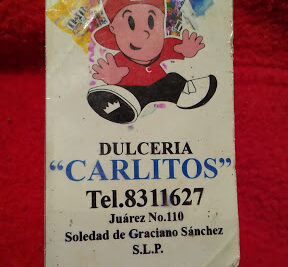 DULCERIA
“CARLITOS”
Tel.8311627
Juárez No.110
Soledad de Graciano Sánchez
S.L.P.